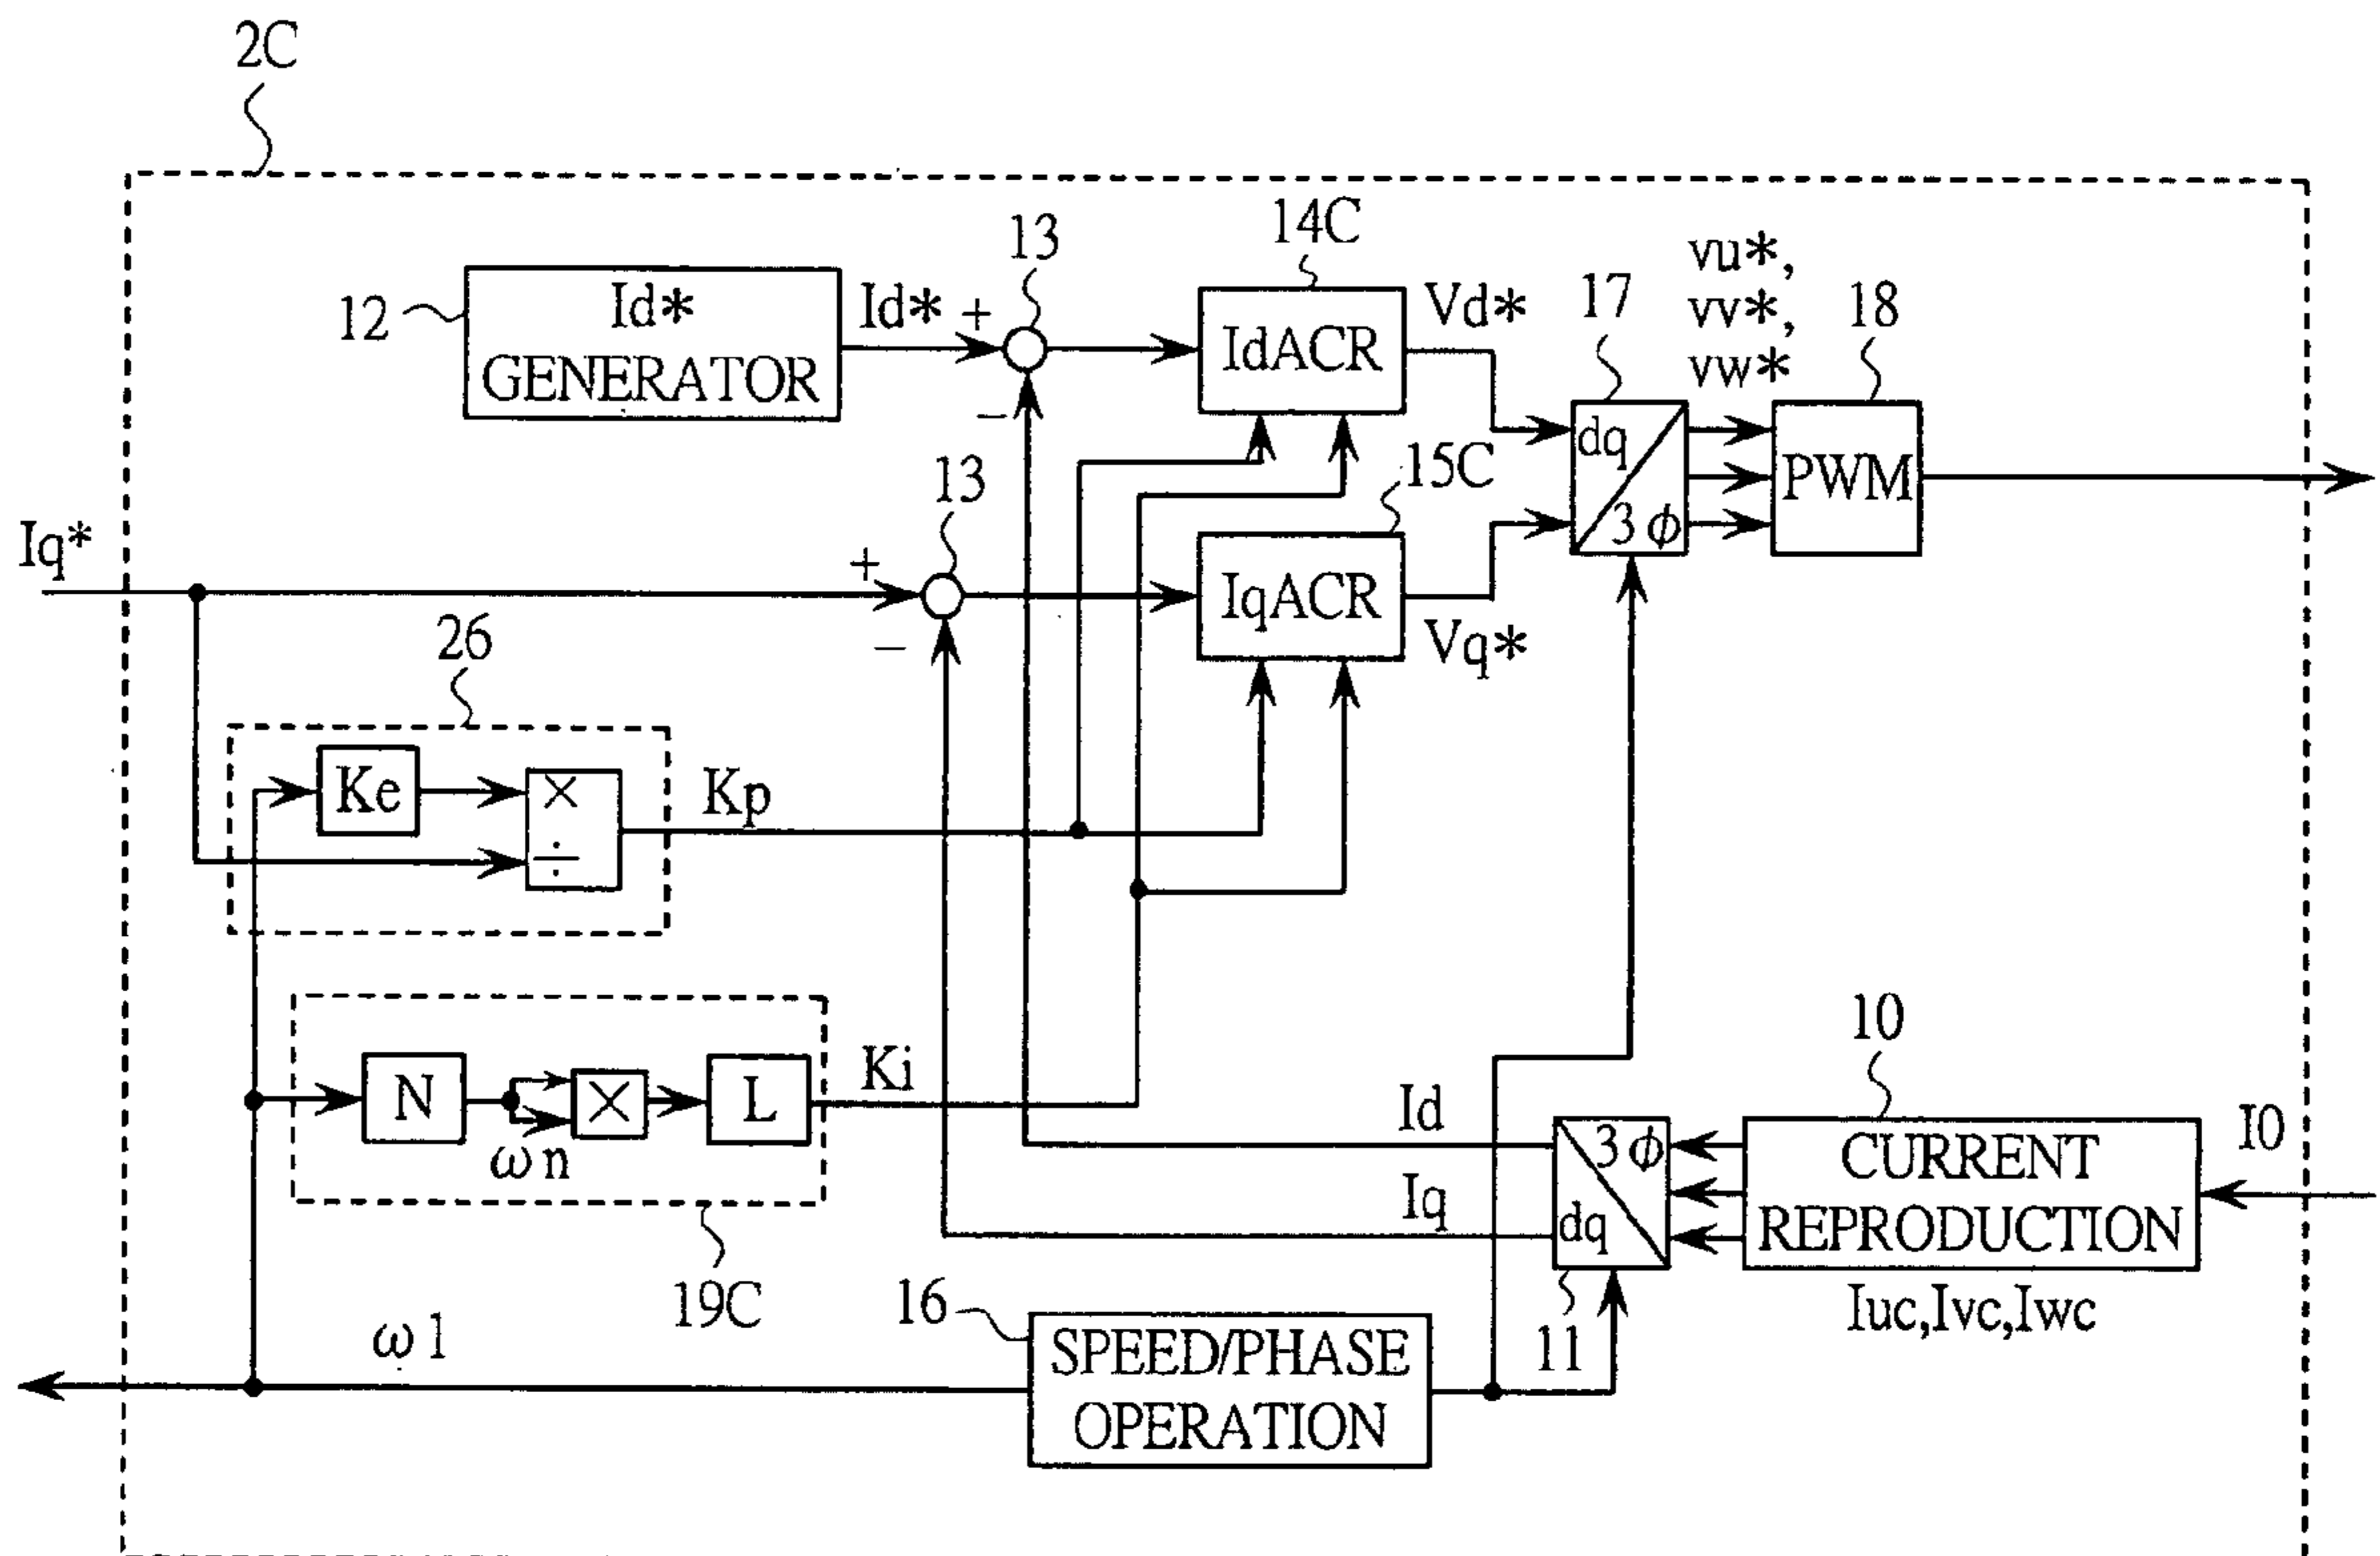 2C
14C
13
vu*,
vv*,
vw*
17
18
12
Id*
GENERATOR
Id*
+
IdACR
Vd*
−
dq
3 ϕ
PWM
13
15C
Iq*
+
IqACR
−
Vq*
26
Ke
×
÷
Kp
10
N
ωn
×
L
Ki
Id
3 ϕ
dq
CURRENT
REPRODUCTION
I0
Iq
19C
16
11
Iuc,Ivc,Iwc
ω1
SPEED/PHASE
OPERATION